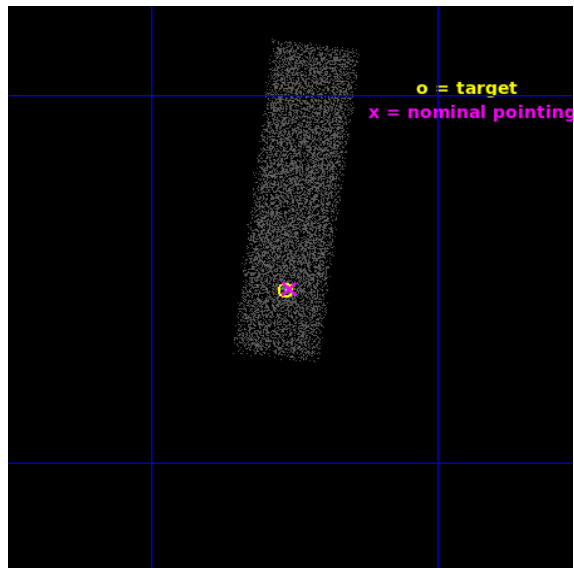 o = target
x = nominal pointing